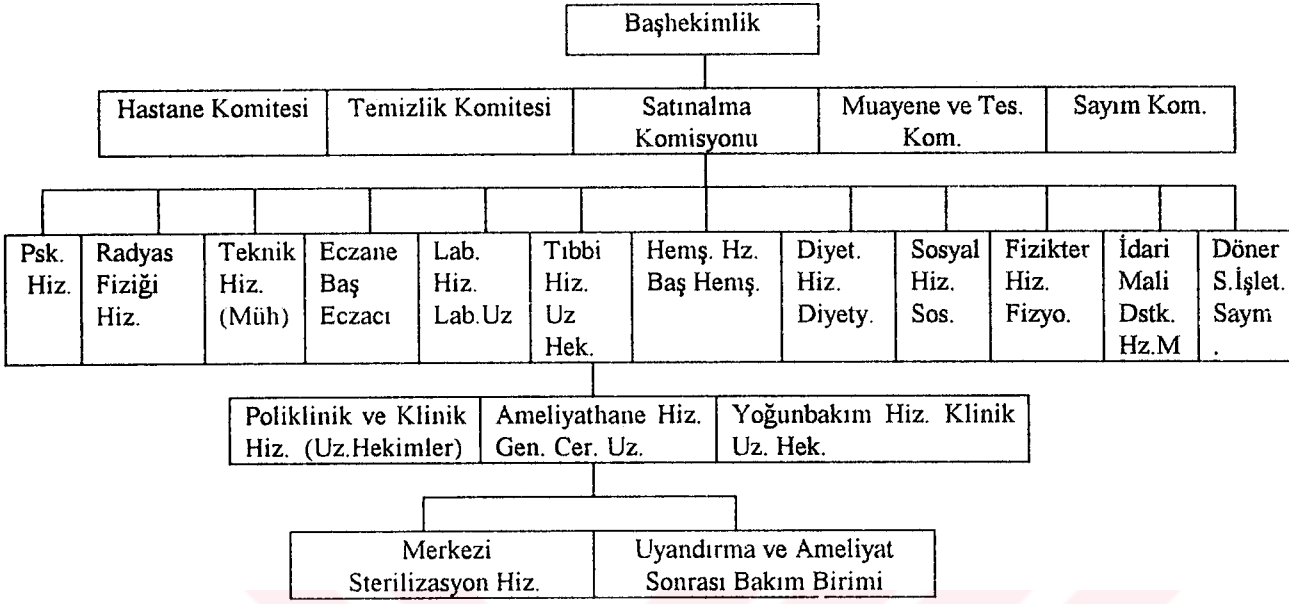 Başhekimlik
Hastane Komitesi
Temizlik Komitesi
Satınalma
Komisyonu
Muayene ve Tes.
Kom.
Sayım Kom.
Psk.
Hiz.
Radyas
Fiziği
Hiz.
Teknik
Hiz.
(Müh)
Eczane
Baş
Eczacı
Lab.
Hiz.
Lab.Uz
Tıbbi
Hiz.
Uz
Hek.
Hemş. Hz.
Baş Hemş.
Diyet.
Hiz.
Diyety.
Sosyal
Hiz.
Sos.
Fizikter
Hiz.
Fizyo.
İdari
Mali
Dstk.
Hz.M
Döner
S.İşlet.
Saym
.
Poliklinik ve Klinik
Hiz. (Uz.Hekimler)
Ameliyathane Hiz.
Gen. Cer. Uz.
Yoğunbakım Hiz. Klinik
Uz. Hek.
Merkezi
Sterilizasyon Hiz.
Uyandırma ve Ameliyat
Sonrası Bakım Birimi